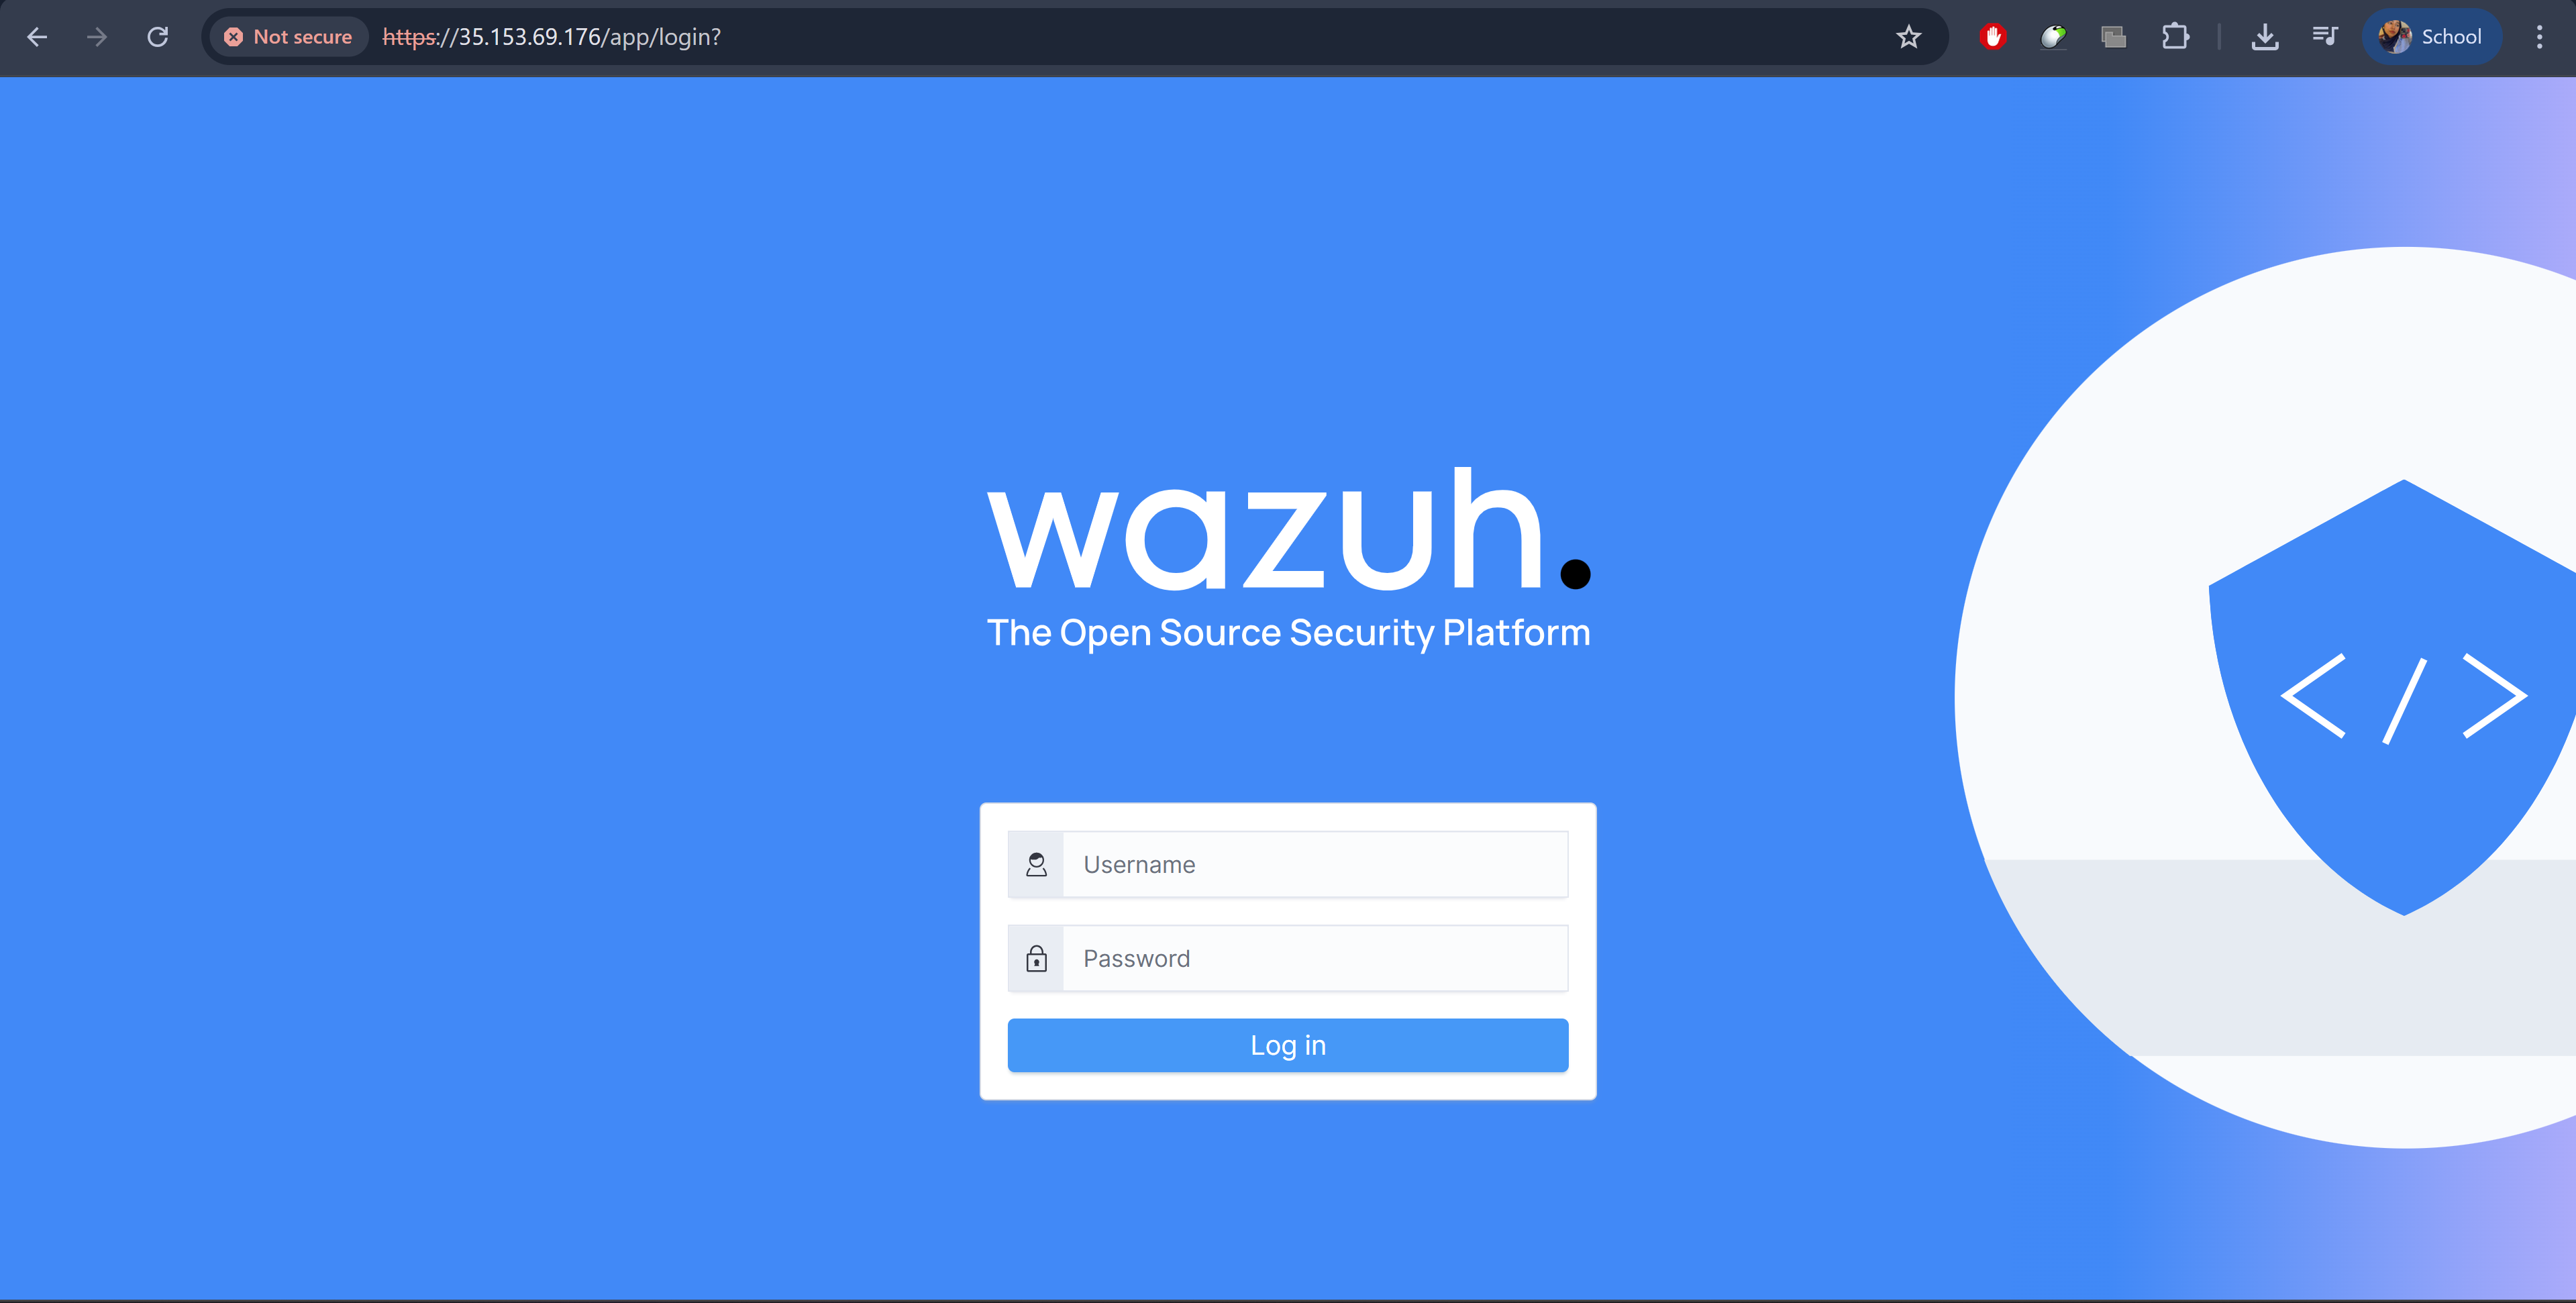 Not secure https://35.153.69.176/app/login? School
wazuh.
The Open Source Security Platform
</>
Username
Password
Log in